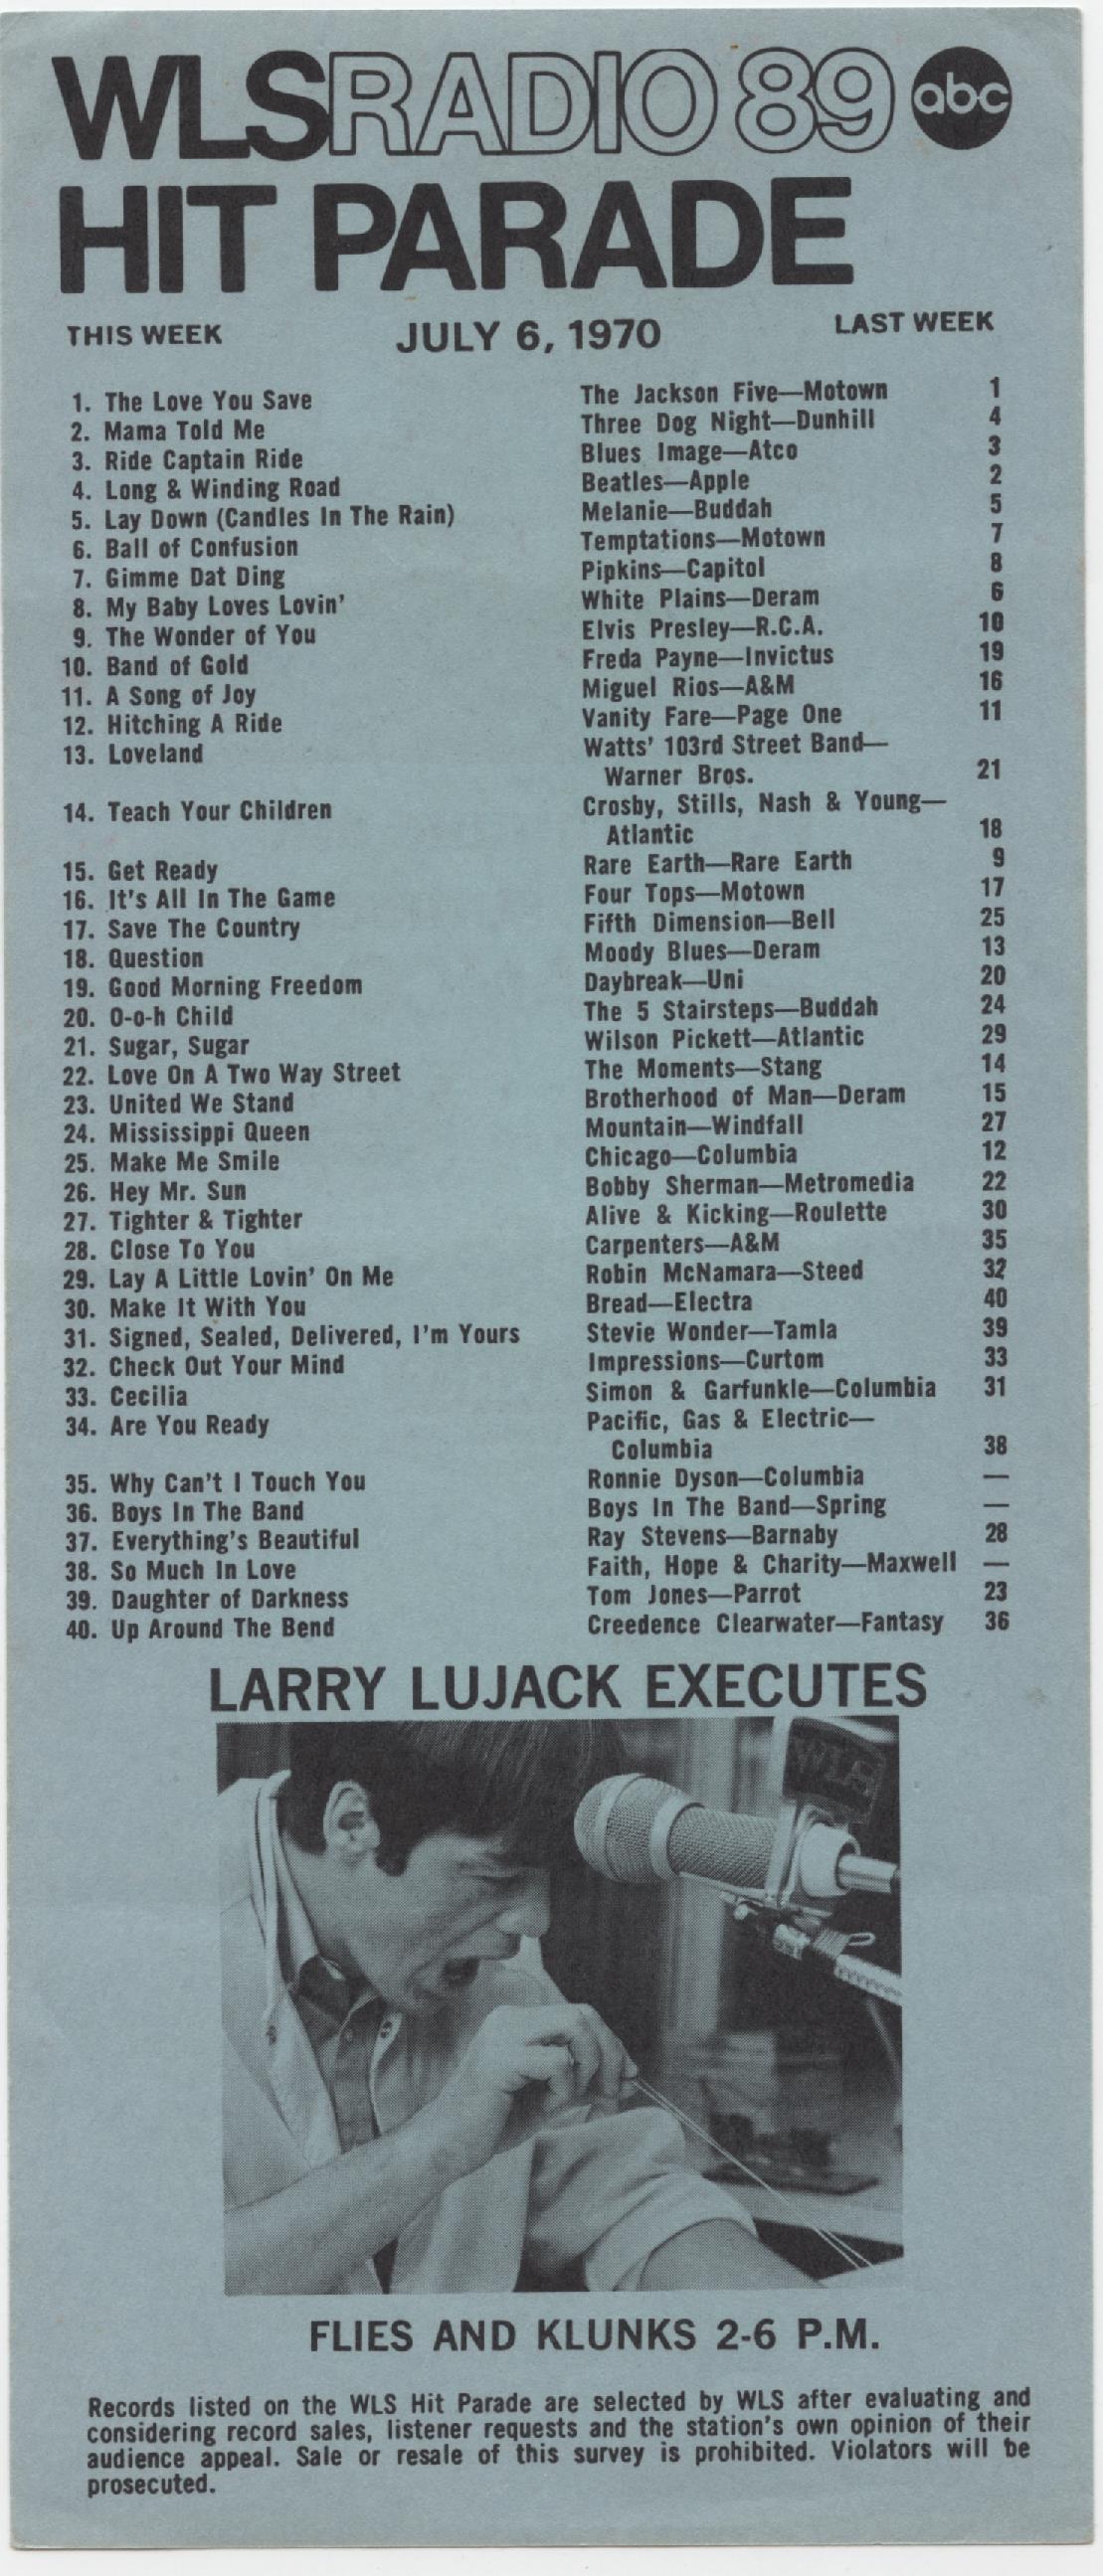 WLS RADIO 89 abc
HIT PARADE
THIS WEEK JULY 6, 1970 LAST WEEK
1. The Love You Save The Jackson Five—Motown 1
2. Mama Told Me Three Dog Night—Dunhill 4
3. Ride Captain Ride Blues Image—Atco 3
4. Long & Winding Road Beatles—Apple 2
5. Lay Down (Candles In The Rain) Melanie—Buddah 5
6. Ball of Confusion Temptations—Motown 7
7. Gimme Dat Ding Pipkins—Capitol 8
8. My Baby Loves Lovin' White Plains—Deram 6
9. The Wonder of You Elvis Presley—R.C.A. 10
10. Band of Gold Freda Payne—Invictus 19
11. A Song of Joy Miguel Rios—A&M 16
12. Hitching A Ride Vanity Fare—Page One 11
13. Loveland Watts' 103rd Street Band—
Warner Bros. 21
14. Teach Your Children Crosby, Stills, Nash & Young—
Atlantic 18
15. Get Ready Rare Earth—Rare Earth 9
16. It's All In The Game Four Tops—Motown 17
17. Save The Country Fifth Dimension—Bell 25
18. Question Moody Blues—Deram 13
19. Good Morning Freedom Daybreak—Uni 20
20. O-o-h Child The 5 Stairsteps—Buddah 24
21. Sugar, Sugar Wilson Pickett—Atlantic 29
22. Love On A Two Way Street The Moments—Stang 14
23. United We Stand Brotherhood of Man—Deram 15
24. Mississippi Queen Mountain—Windfall 27
25. Make Me Smile Chicago—Columbia 12
26. Hey Mr. Sun Bobby Sherman—Metromedia 22
27. Tighter & Tighter Alive & Kicking—Roulette 30
28. Close To You Carpenters—A&M 35
29. Lay A Little Lovin' On Me Robin McNamara—Steed 32
30. Make It With You Bread—Electra 40
31. Signed, Sealed, Delivered, I'm Yours Stevie Wonder—Tamla 39
32. Check Out Your Mind Impressions—Curtom 33
33. Cecilia Simon & Garfunkle—Columbia 31
34. Are You Ready Pacific, Gas & Electric—
Columbia 38
35. Why Can't I Touch You Ronnie Dyson—Columbia —
36. Boys In The Band Boys In The Band—Spring —
37. Everything's Beautiful Ray Stevens—Barnaby 28
38. So Much In Love Faith, Hope & Charity—Maxwell —
39. Daughter of Darkness Tom Jones—Parrot 23
40. Up Around The Bend Creedence Clearwater—Fantasy 36
LARRY LUJACK EXECUTES
WLS
FLIES AND KLUNKS 2-6 P.M.
Records listed on the WLS Hit Parade are selected by WLS after evaluating and
considering record sales, listener requests and the station's own opinion of their
audience appeal. Sale or resale of this survey is prohibited. Violators will be
prosecuted.